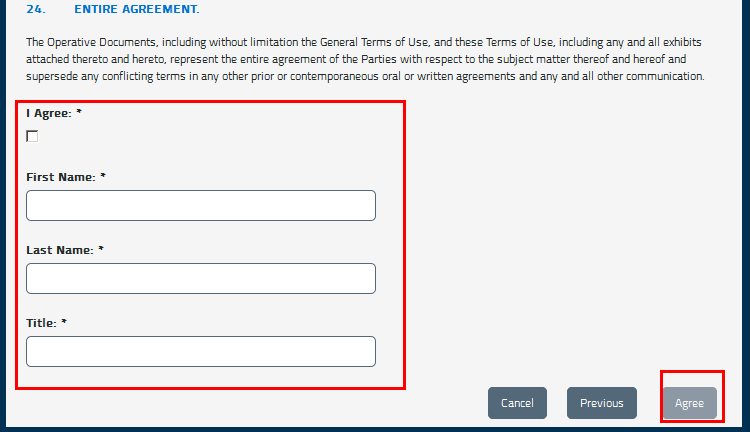 24. ENTIRE AGREEMENT.
The Operative Documents, including without limitation the General Terms of Use, and these Terms of Use, including any and all exhibits
attached thereto and hereto, represent the entire agreement of the Parties with respect to the subject matter thereof and hereof and
supersede any conflicting terms in any other prior or contemporaneous oral or written agreements and any and all other communication.
I Agree: *
First Name: *
Last Name: *
Title: *
Cancel Previous Agree